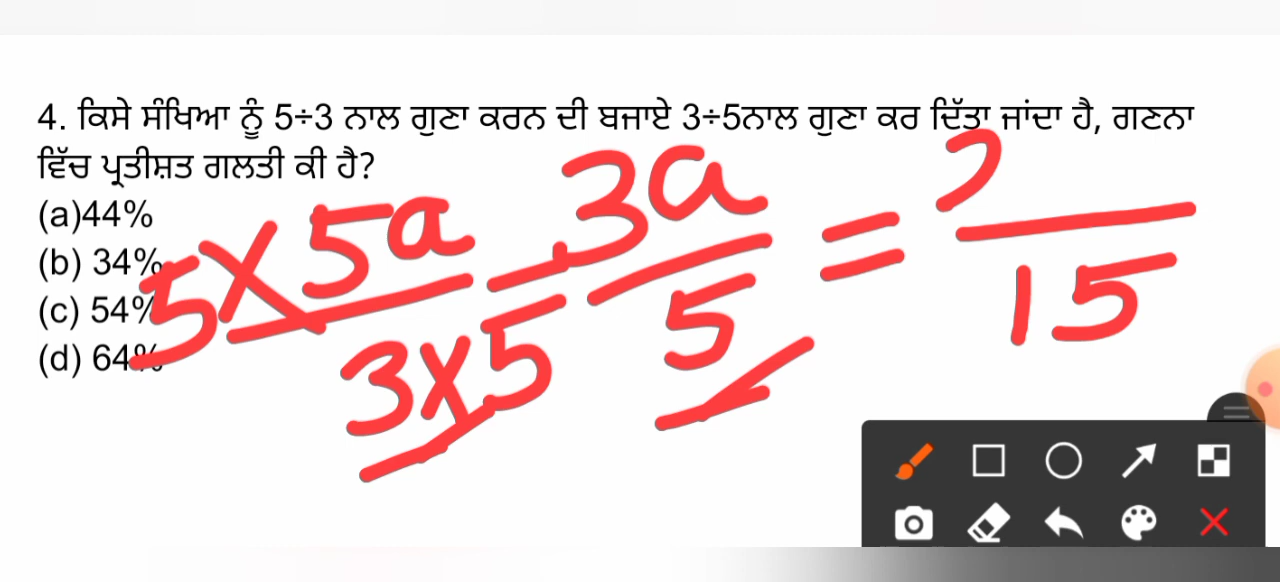 4. ਕਿਸੇ ਸੰਖਿਆ ਨੂੰ 5÷3 ਨਾਲ ਗੁਣਾ ਕਰਨ ਦੀ ਬਜਾਏ 3÷5ਨਾਲ ਗੁਣਾ ਕਰ ਦਿੱਤਾ ਜਾਂਦਾ ਹੈ, ਗਣਨਾ
ਵਿੱਚ ਪ੍ਰਤੀਸ਼ਤ ਗਲਤੀ ਕੀ ਹੈ?
(a)44%
(b) 34%
(c) 54%
(d) 64%
5×5a - 3a =
3×5 5 15